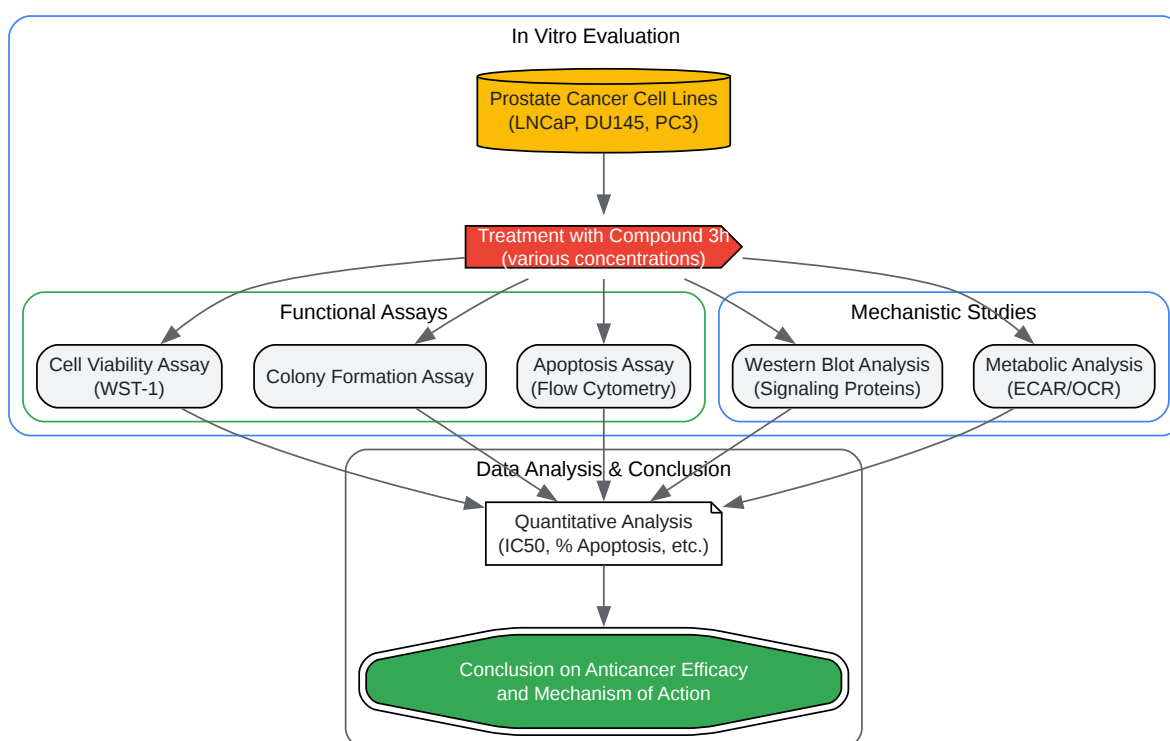 In Vitro Evaluation
Prostate Cancer Cell Lines
(LNCaP, DU145, PC3)
Treatment with Compound 3h
(various concentrations)
Functional Assays
Mechanistic Studies
Cell Viability Assay
(WST-1)
Colony Formation Assay
Apoptosis Assay
(Flow Cytometry)
Western Blot Analysis
(Signaling Proteins)
Metabolic Analysis
(ECAR/OCR)
Data Analysis & Conclusion
Quantitative Analysis
(IC50, % Apoptosis, etc.)
Conclusion on Anticancer Efficacy
and Mechanism of Action